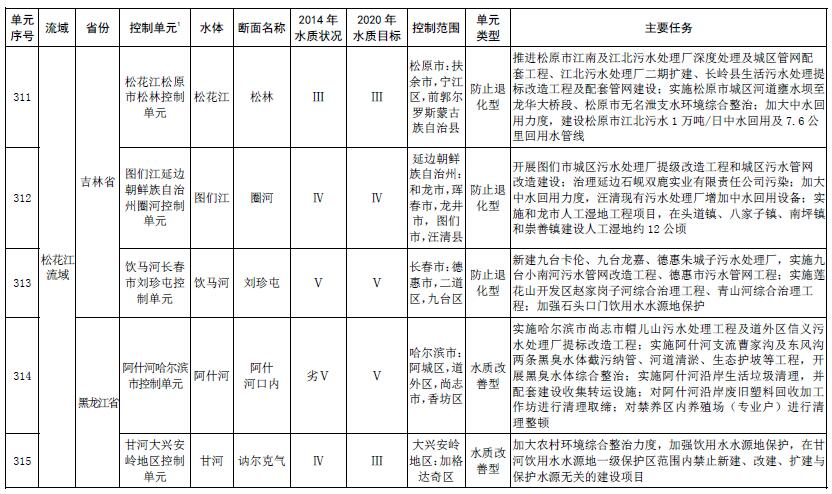 单元
序号
流域
省份
控制单元1
水体
断面名称
2014 年
水质状况
2020 年
水质目标
控制范围
单元
类型
主要任务
松花江
流域
吉林省
311
松花江松原
市松林控制
单元
松花江
松林
III
III
松原市：扶
余市，宁江
区，前郭尔
罗斯蒙古
族自治县
防止退
化型
推进松原市江南及江北污水处理厂深度处理及城区管网配
套工程、江北污水处理厂二期扩建、长岭县生活污水处理提
标改造工程及配套管网建设；实施松原市城区河道壅水坝至
龙华大桥段、松原市无名泄支水环境综合整治；加大中水回
用力度，建设松原市江北污水 1 万吨/日中水回用及 7.6 公
里回用水管线
312
图们江延边
朝鲜族自治
州圈河控制
单元
图们江
圈河
IV
IV
延边朝鲜
族自治州：
和龙市，珲
春市，龙井
市，图们
市，汪清县
防止退
化型
开展图们市城区污水处理厂提级改造工程和城区污水管网
改造建设；治理延边石岘双鹿实业有限责任公司污染；加大
中水回用力度，汪清现有污水处理厂增加中水回用设备；实
施和龙市人工湿地工程项目，在头道镇、八家子镇、南坪镇
和崇善镇建设人工湿地约 12 公顷
313
饮马河长春
市刘珍屯控
制单元
饮马河
刘珍屯
V
V
长春市：德
惠市，二道
区，九台区
防止退
化型
新建九台卡伦、九台龙嘉、德惠朱城子污水处理厂，实施九
台小南河污水管网改造工程、德惠市污水管网工程；实施莲
花山开发区赵家岗子河综合治理工程、青山河综合治理工
程；加强石头口门饮用水水源地保护
黑龙江省
314
阿什河哈尔滨
市控制单元
阿什河
阿什
河口内
劣 V
V
哈尔滨市：
阿城区，道
外区，尚志
市，香坊区
水质改
善型
实施哈尔滨市尚志市帽儿山污水处理工程及道外区信义污
水处理厂提标改造工程；实施阿什河支流曹家沟及东风沟
两条黑臭水体截污纳管、河道清淤、生态护坡等工程，开
展黑臭水体综合整治；实施阿什河沿岸生活垃圾清理，并
配套建设收集转运设施；对阿什河沿岸废旧塑料回收加工
作坊进行清理取缔；对禁养区内养殖场（专业户）进行清
理整顿
315
甘河大兴安
岭地区控制
单元
甘河
讷尔克气
IV
III
大兴安岭
地区：加格
达奇区
水质改
善型
加大农村环境综合整治力度，加强饮用水水源地保护，在甘
河饮用水水源地一级保护区范围内禁止新建、改建、扩建与
保护水源无关的建设项目